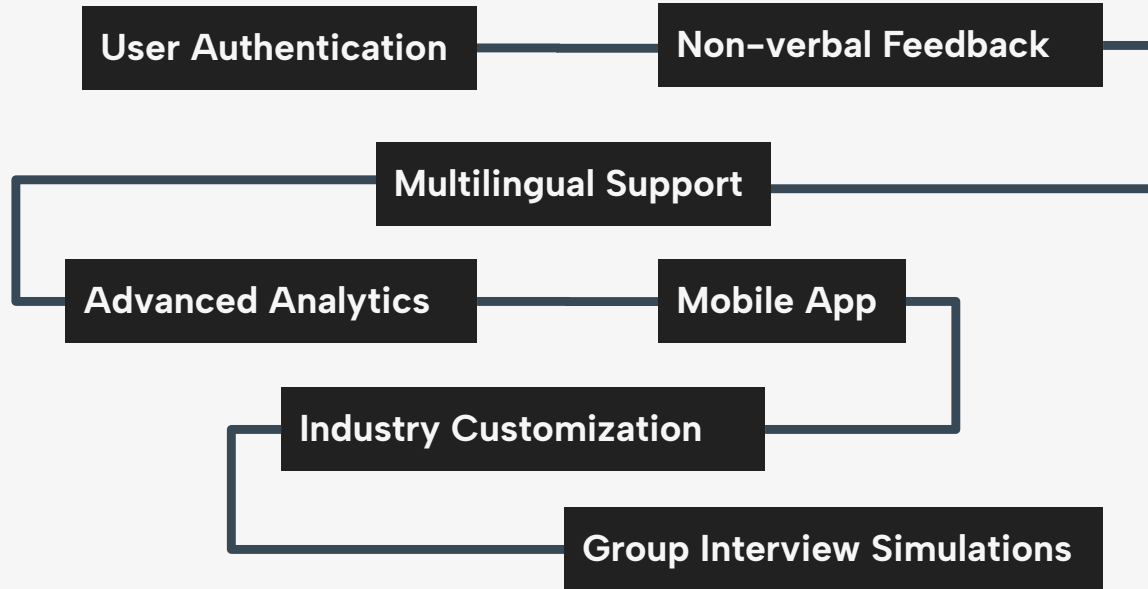 User Authentication
Non-verbal Feedback
Multilingual Support
Advanced Analytics
Mobile App
Industry Customization
Group Interview Simulations